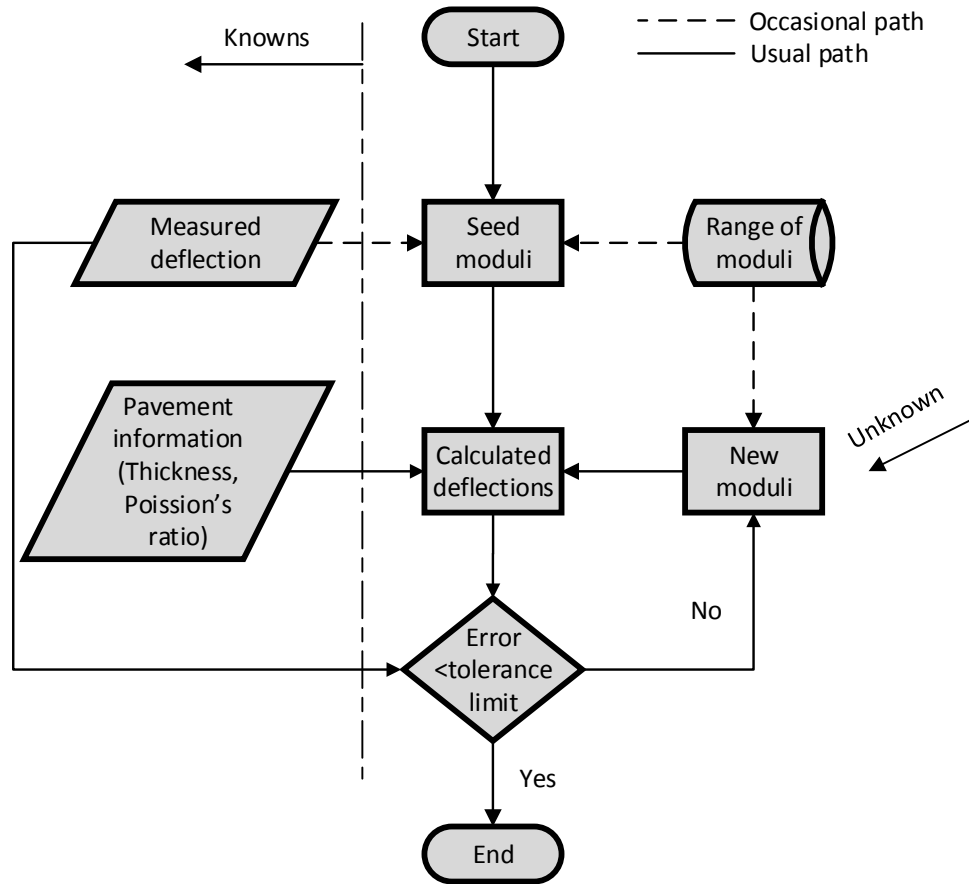 Knowns
Start
Occasional path
Usual path
Measured
deflection
Seed
moduli
Range of
moduli
Pavement
information
(Thickness,
Poission's
ratio)
Calculated
deflections
New
moduli
Unknown
Error
<tolerance
limit
No
Yes
End